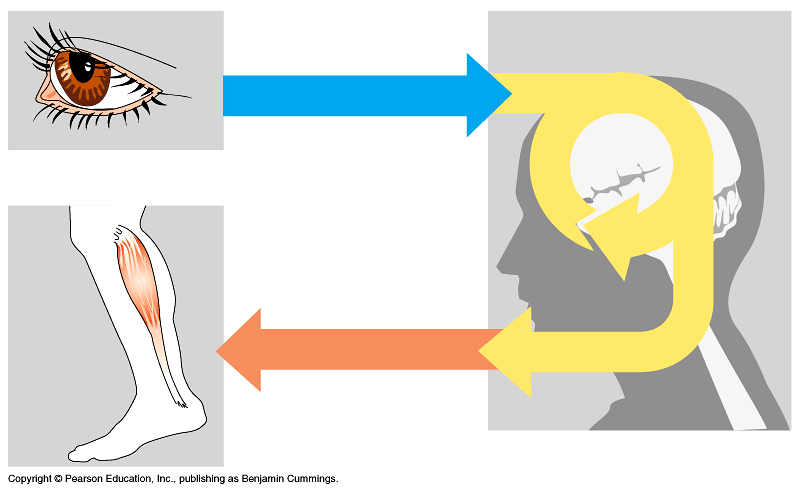 Copyright © Pearson Education, Inc., publishing as Benjamin Cummings.